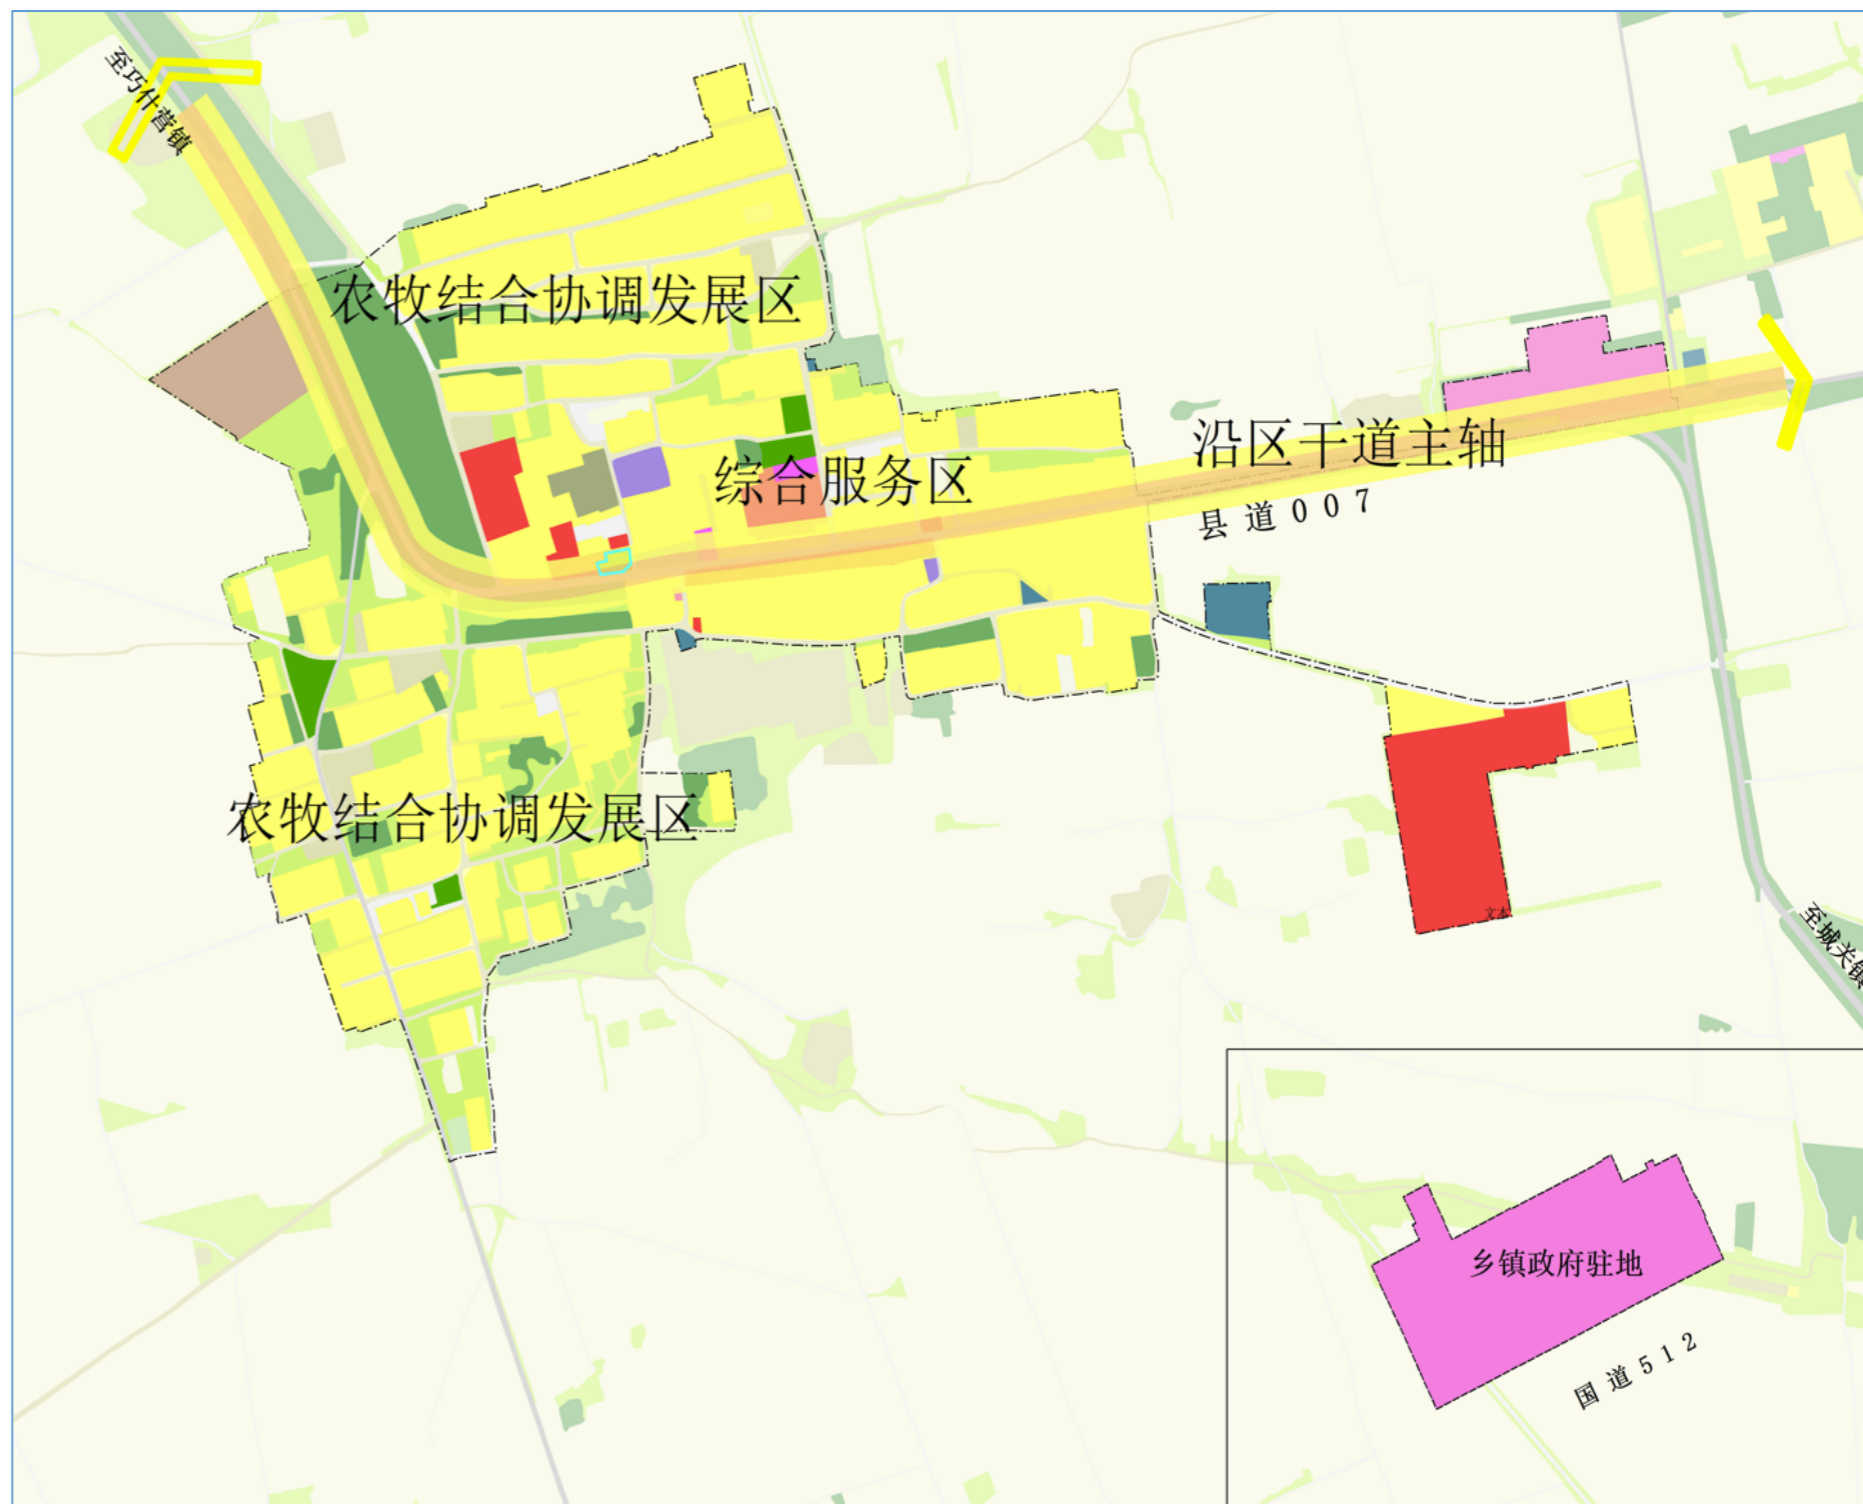 至巧什营镇
农牧结合协调发展区
沿区干道主轴
综合服务区
县道007
农牧结合协调发展区
文本
至城关镇
乡镇政府驻地
国道512